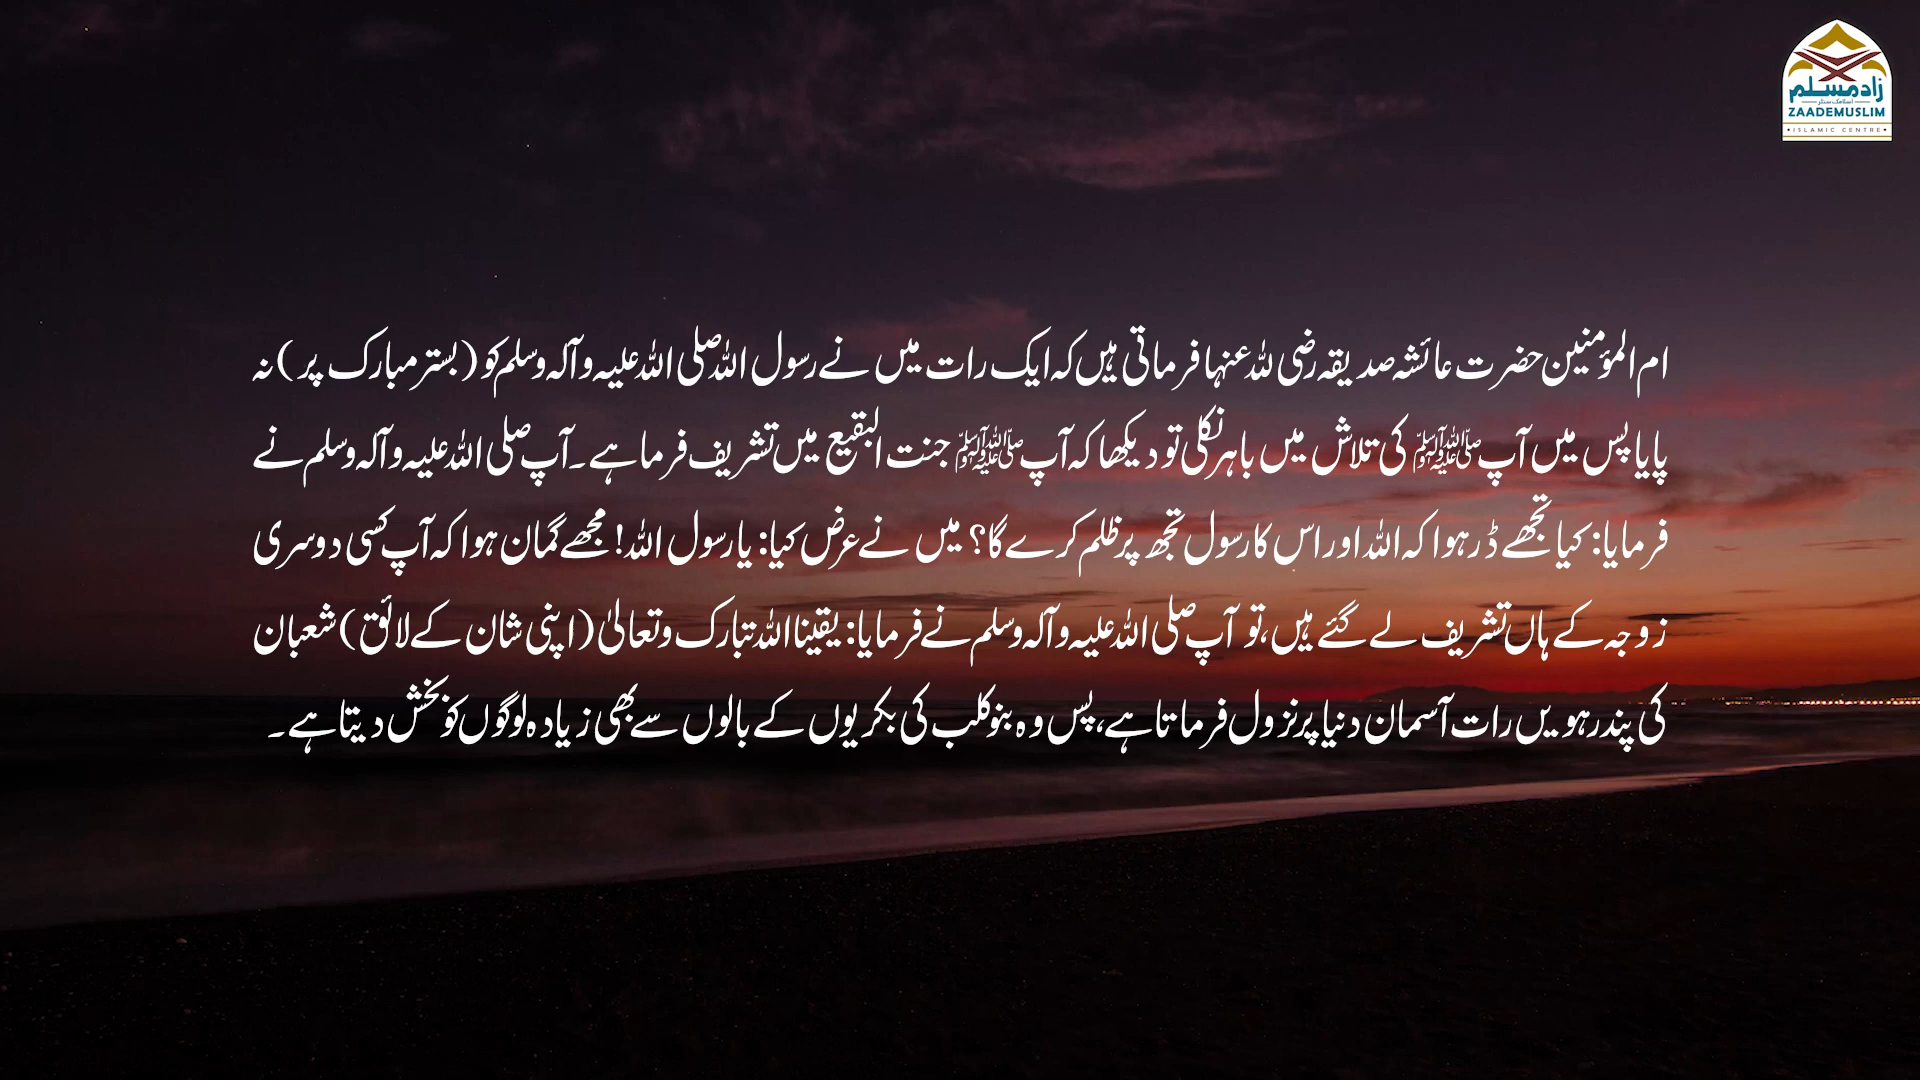 زاد مسلم
اسلامک سنٹر
ZAADEMUSLIM
• ISLAMIC CENTRE •
ام المؤمنین حضرت عائشہ صدیقہ رضی للہ عنہا فرماتی ہیں کہ ایک رات میں نے رسول اللہ صلی اللہ علیہ وآلہ وسلم کو (بستر مبارک پر) نہ
پایا پس میں آپ ﷺ کی تلاش میں باہر نکلی تو دیکھا کہ آپ ﷺ جنت البقیع میں تشریف فرما ہے۔ آپ صلی اللہ علیہ وآلہ وسلم نے
فرمایا: کیا تجھے ڈر ہوا کہ اللہ اور اس کا رسول تجھ پر ظلم کرے گا؟ میں نے عرض کیا: یا رسول اللہ! مجھے گمان ہوا کہ آپ کسی دوسری
زوجہ کے ہاں تشریف لے گئے ہیں، تو آپ صلی اللہ علیہ وآلہ وسلم نے فرمایا: یقینا اللہ تبارک وتعالیٰ (اپنی شان کے لائق) شعبان
کی پندرہویں رات آسمان دنیا پر نزول فرماتا ہے، پس وہ بنو کلب کی بکریوں کے بالوں سے بھی زیادہ لوگوں کو بخش دیتا ہے۔